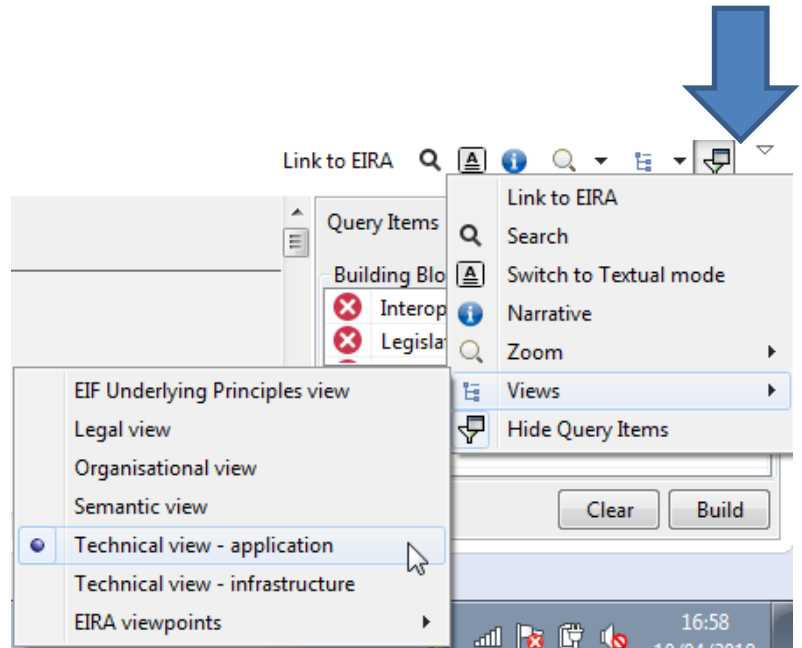 Link to EIRA
Link to EIRA
Query Items
Search
Building Blo
Switch to Textual mode
Interop
Narrative
Legisla
Zoom
EIF Underlying Principles view
Views
Legal view
Hide Query Items
Organisational view
Semantic view
Clear
Build
Technical view - application
Technical view - infrastructure
EIRA viewpoints
16:58